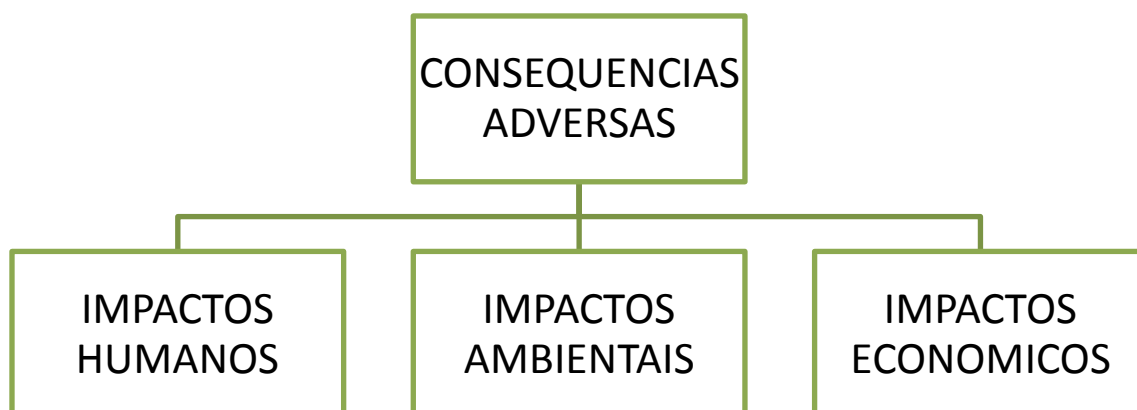 CONSEQUENCIAS
ADVERSAS
IMPACTOS
HUMANOS
IMPACTOS
AMBIENTAIS
IMPACTOS
ECONOMICOS